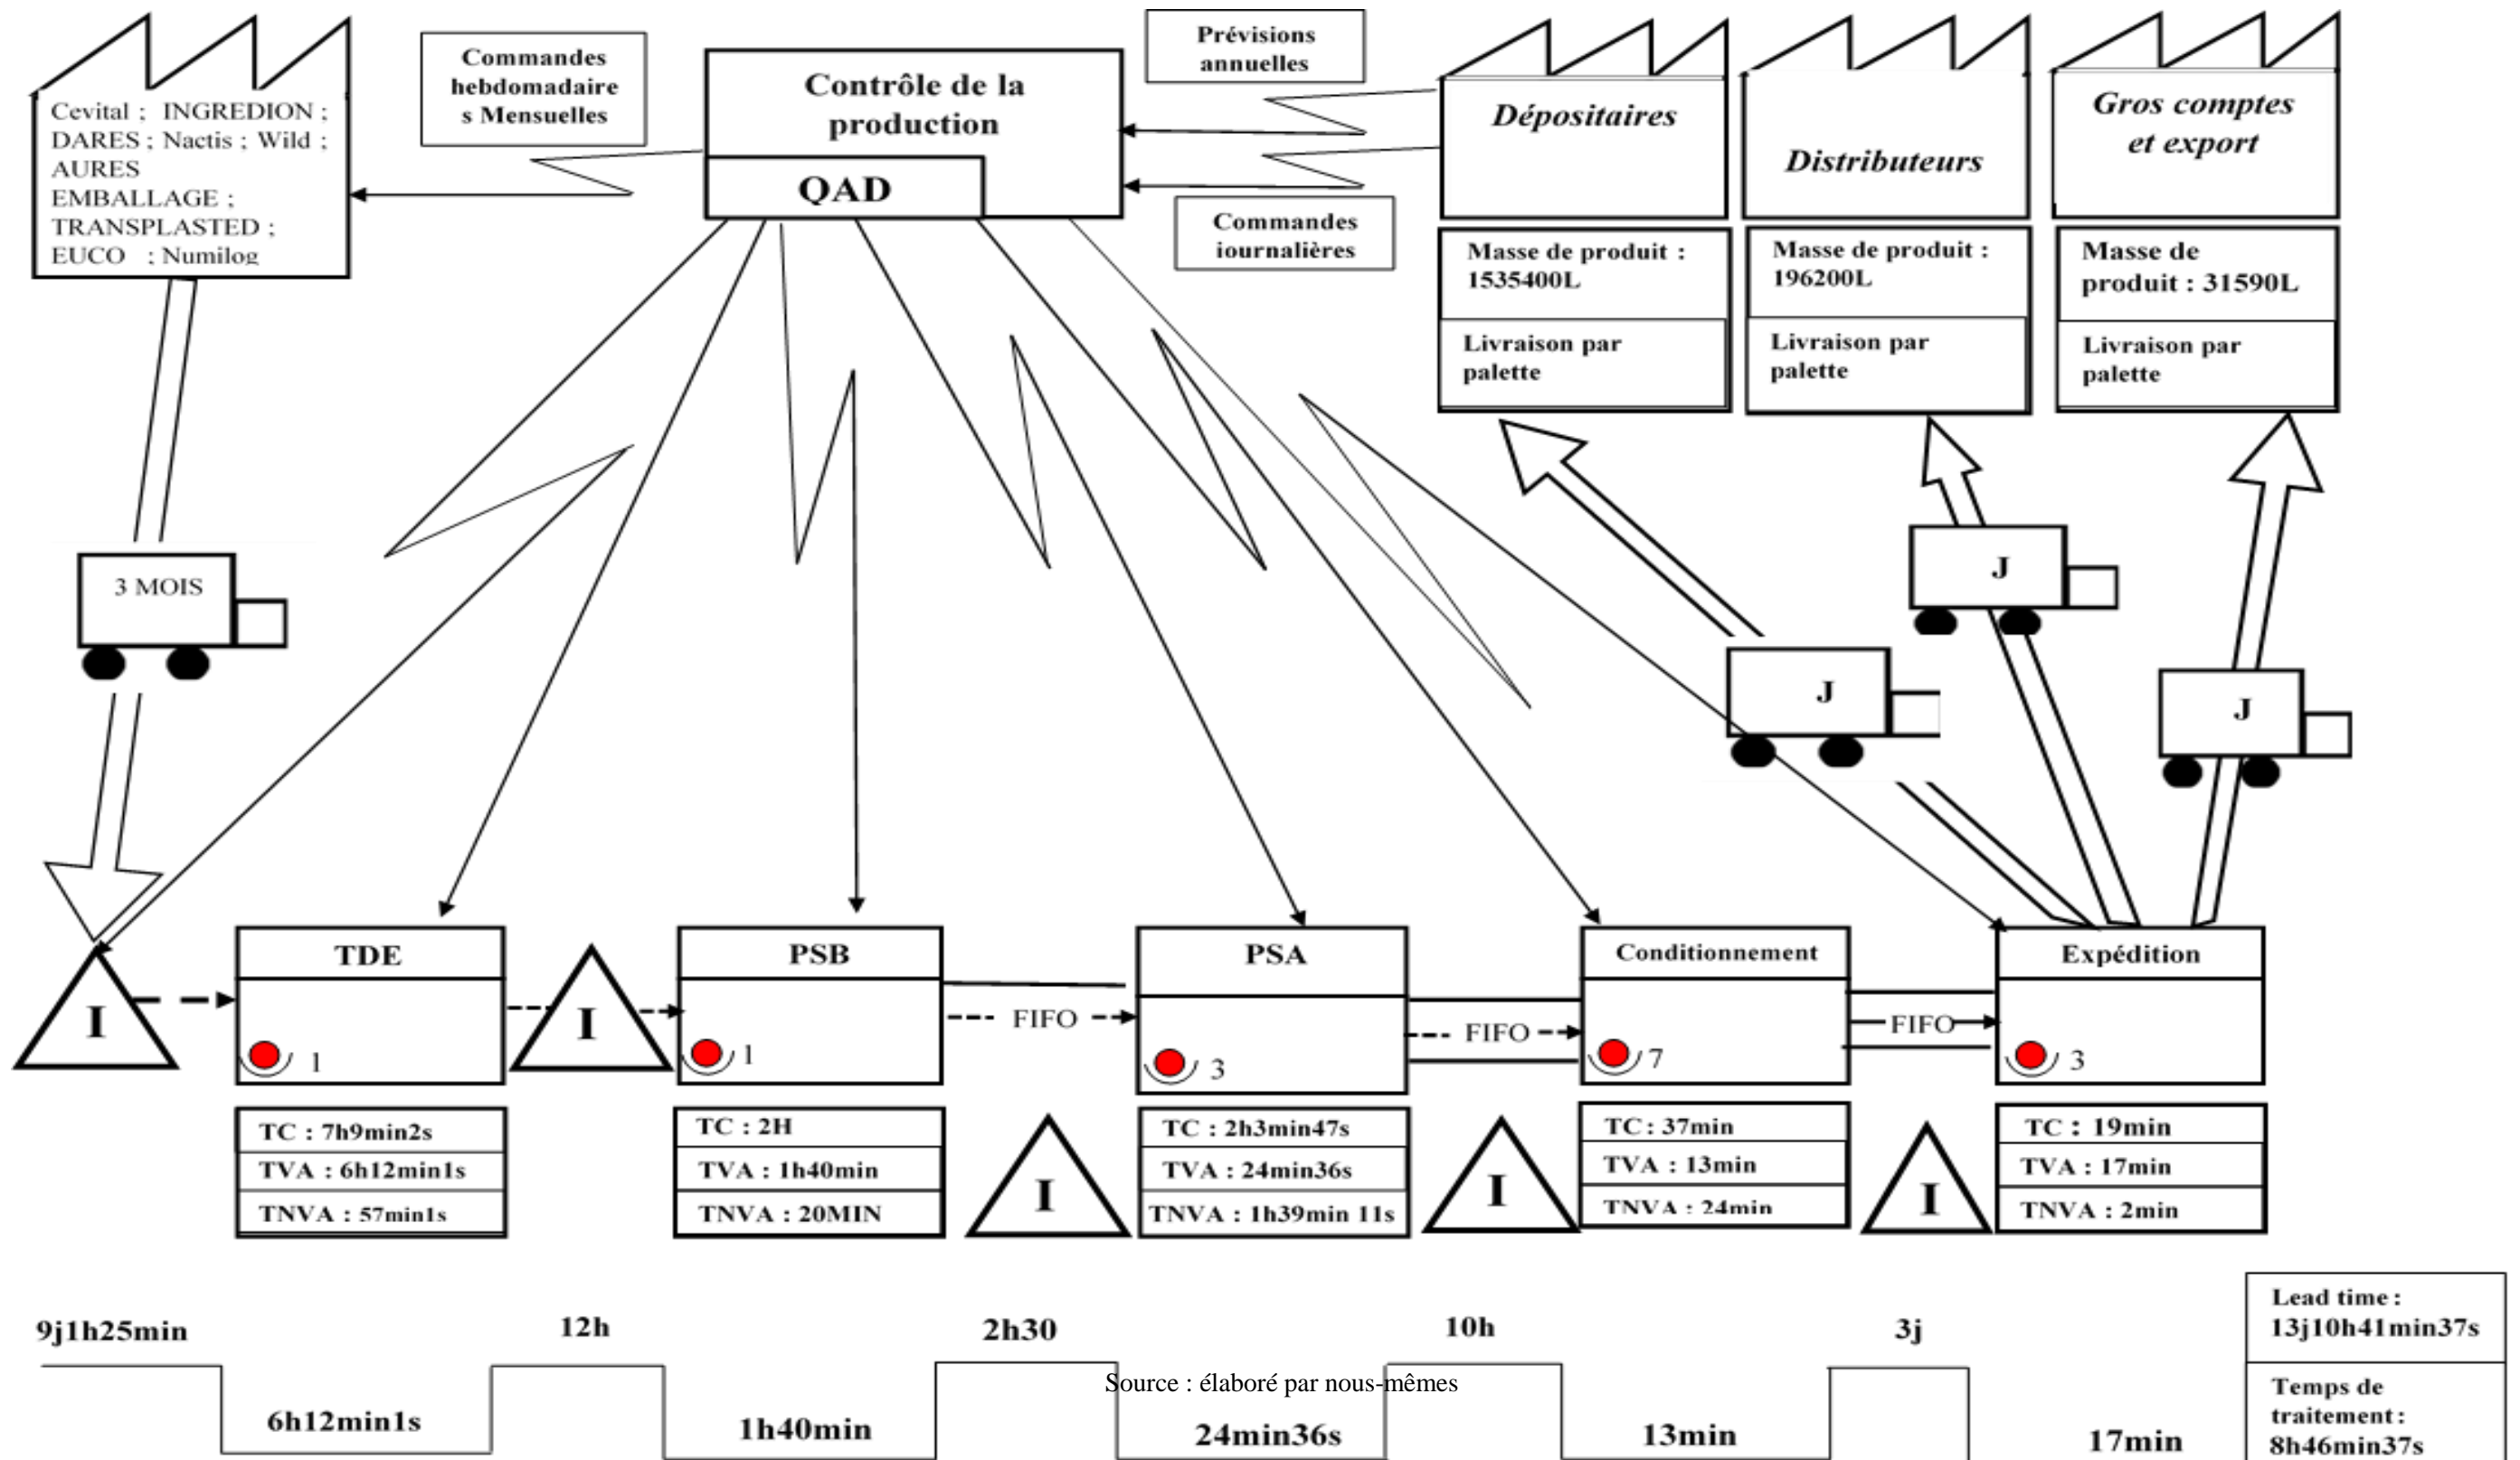 Cevital ; INGREDION ;
DARES ; Nactis ; Wild ;
AURES
EMBALLAGE ;
TRANSPLASTED ;
EUCO ; Numilog
Commandes
hebdomadaire
s Mensuelles
Contrôle de la
production
QAD
Prévisions
annuelles
Commandes
journalières
Dépositaires
Distributeurs
Gros comptes
et export
Masse de produit :
1535400L
Livraison par
palette
Masse de produit :
196200L
Livraison par
palette
Masse de
produit : 31590L
Livraison par
palette
3 MOIS
J
J
J
I
TDE
1
I
PSB
1
FIFO
PSA
3
FIFO
Conditionnement
7
FIFO
Expédition
3
TC : 7h9min2s
TVA : 6h12min1s
TNVA : 57min1s
TC : 2H
TVA : 1h40min
TNVA : 20MIN
I
TC : 2h3min47s
TVA : 24min36s
TNVA : 1h39min 11s
I
TC : 37min
TVA : 13min
TNVA : 24min
I
TC : 19min
TVA : 17min
TNVA : 2min
9j1h25min
12h
2h30
10h
3j
6h12min1s
1h40min
24min36s
13min
17min
Lead time :
13j10h41min37s
Temps de
traitement :
8h46min37s
Source : élaboré par nous-mêmes